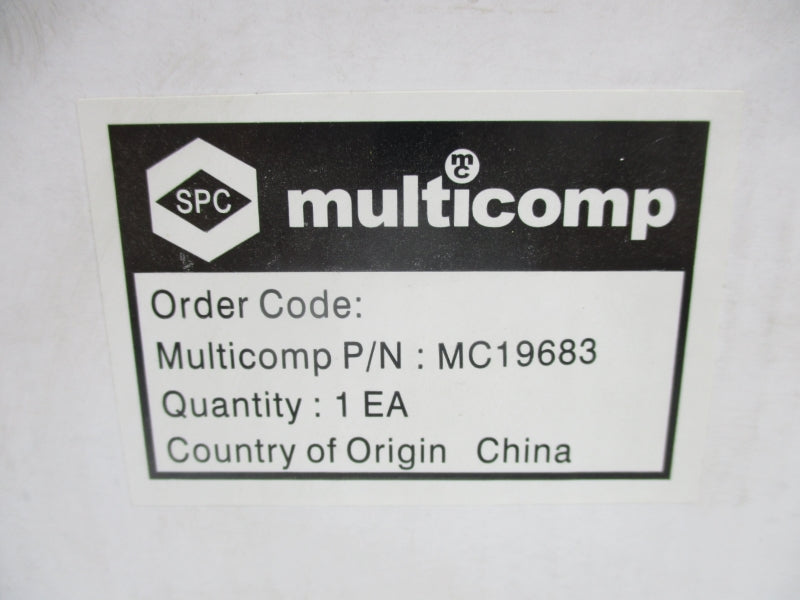 SPC
mc
multicomp
Order Code:
Multicomp P/N : MC19683
Quantity : 1 EA
Country of Origin China